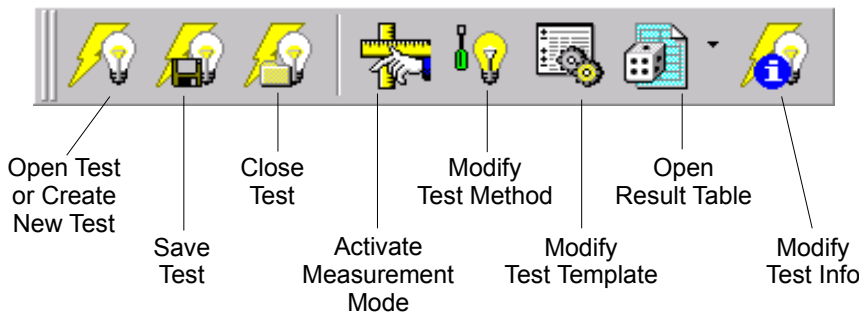 Open Test
or Create
New Test
Save
Test
Close
Test
Activate
Measurement
Mode
Modify
Test Method
Modify
Test Template
Open
Result Table
Modify
Test Info